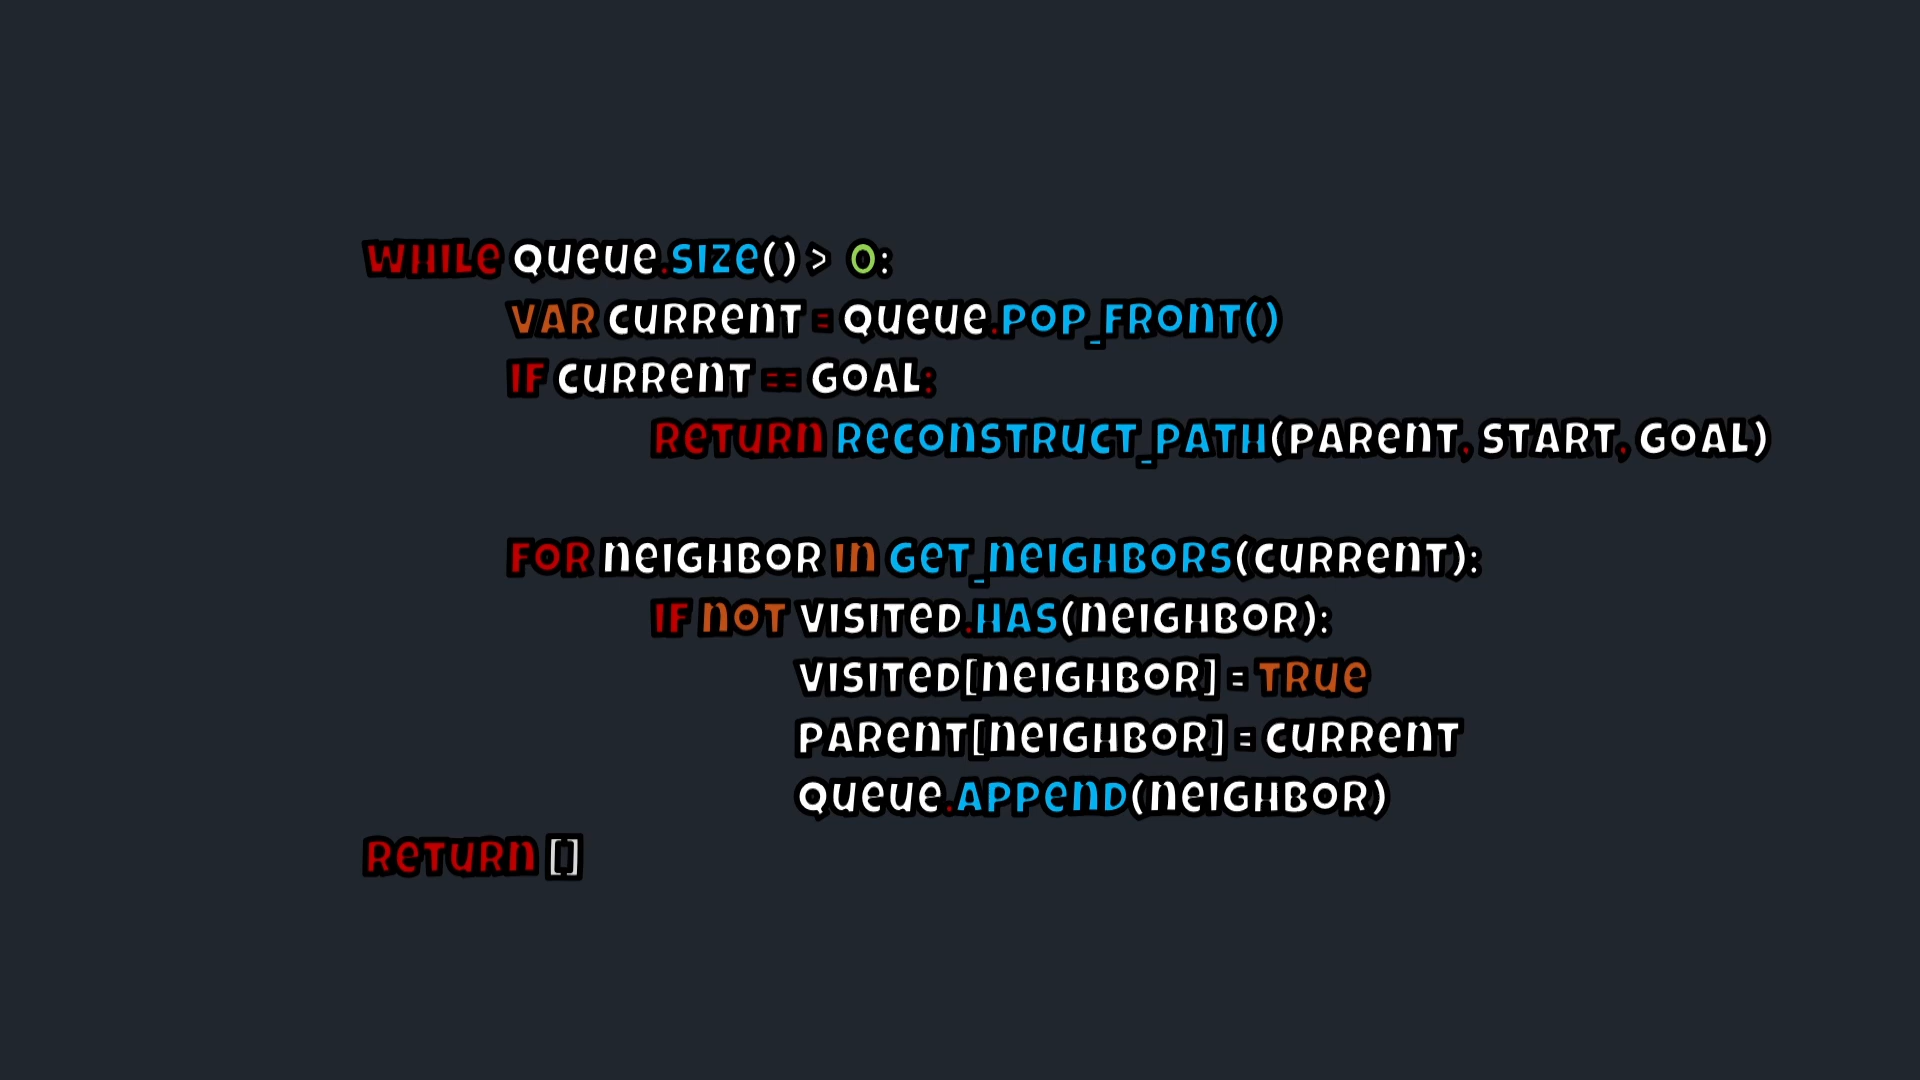 while queue.size() > 0:
var current = queue.pop_front()
if current == goal:
return reconstruct_path(parent, start, goal)
for neighbor in get_neighbors(current):
if not visited.has(neighbor):
visited[neighbor] = true
parent[neighbor] = current
queue.append(neighbor)
return []